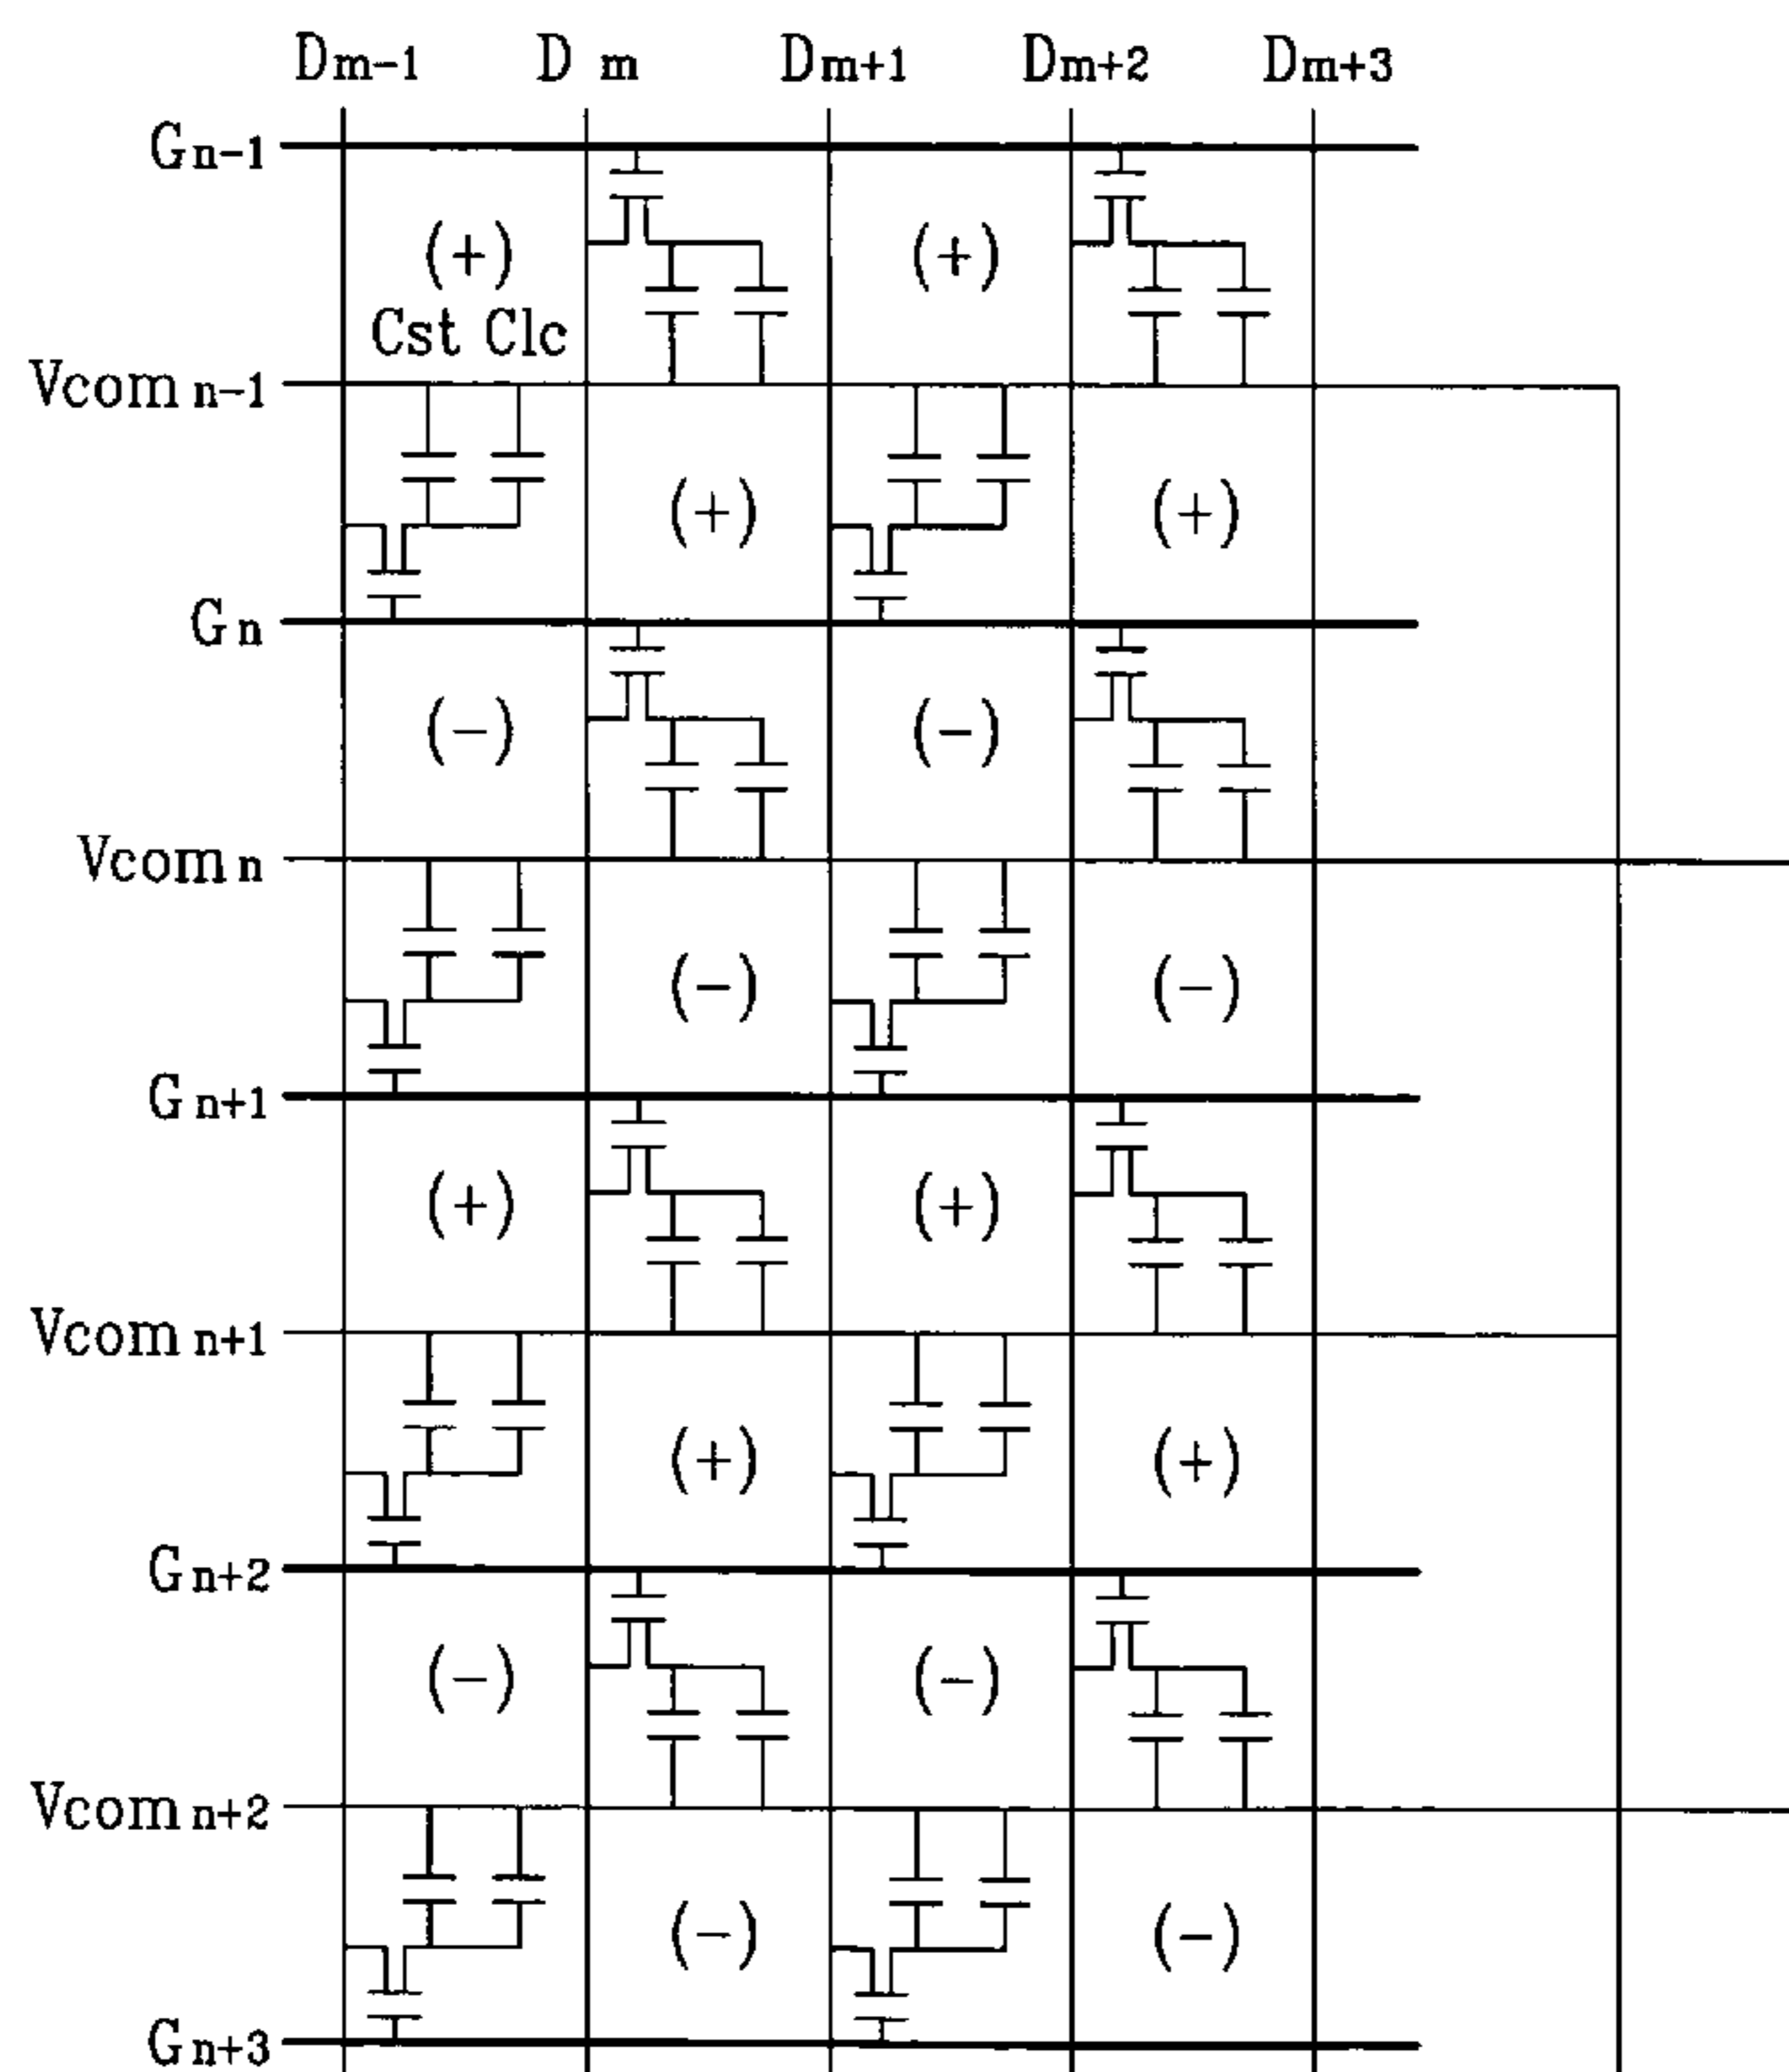 Dm-1 Dm Dm+1 Dm+2 Dm+3
Gn-1
(+) (+)
Cst Clc
Vcom n-1
(+) (+)
Gn
(-) (-)
Vcom n
(-) (-)
Gn+1
(+) (+)
Vcom n+1
(+) (+)
Gn+2
(-) (-)
Vcom n+2
(-) (-)
Gn+3